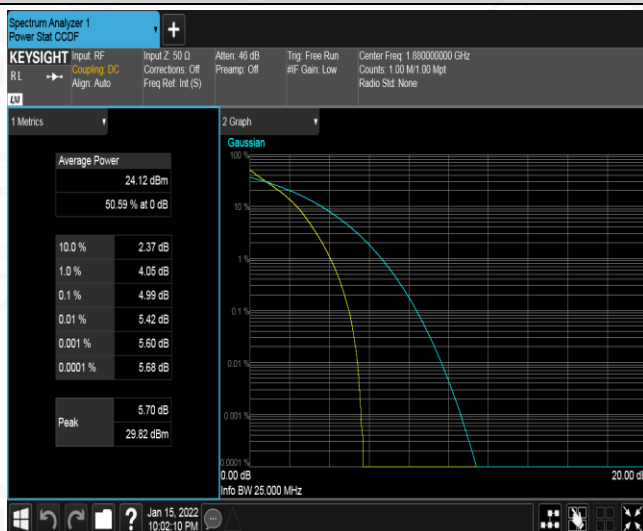 Spectrum Analyzer 1
Power Stat CCDF
+
KEYSIGHT
RL
LXI
Input: RF
Coupling: DC
Align: Auto
Input Z: 50 Ω
Corrections: Off
Freq Ref: Int (S)
Atten: 46 dB
Preamp: Off
Trig: Free Run
#IF Gain: Low
Center Freq: 1.880000000 GHz
Counts: 1.00 M/1.00 Mpt
Radio Std: None
1 Metrics
Average Power
24.12 dBm
50.59 % at 0 dB
10.0 % 2.37 dB
1.0 % 4.05 dB
0.1 % 4.99 dB
0.01 % 5.42 dB
0.001 % 5.60 dB
0.0001 % 5.68 dB
Peak
5.70 dB
29.82 dBm
2 Graph
Gaussian
100 %
10 %
1 %
0.1 %
0.01 %
0.001 %
0.0001 %
0.00 dB
20.00 dB
Info BW 25.000 MHz
?
Jan 15, 2022
10:02:10 PM